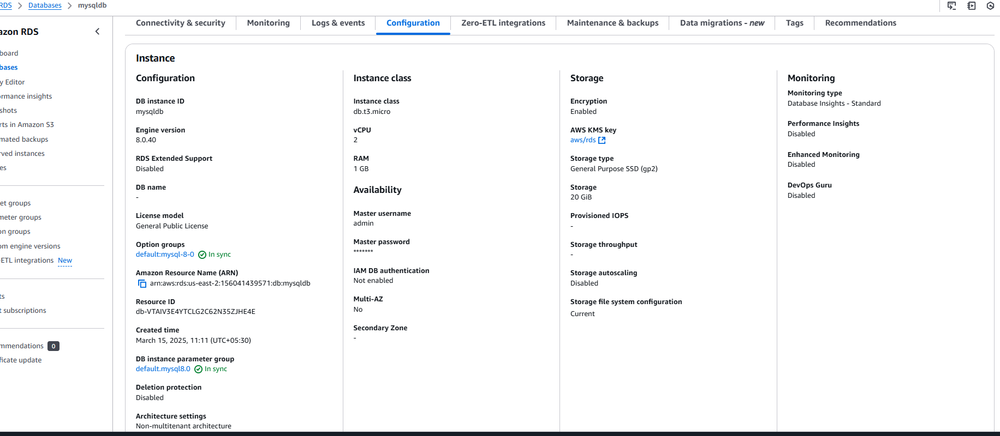 RDS > Databases > mysqldb
azon RDS
board
bases
y Editor
rmance insights
shots
rts in Amazon S3
mated backups
rved instances
es
et groups
meter groups
on groups
om engine versions
-ETL integrations New
ts
t subscriptions
mmendations 0
ficate update
Connectivity & security
Monitoring
Logs & events
Configuration
Zero-ETL integrations
Maintenance & backups
Data migrations - new
Tags
Recommendations
Instance
Configuration
DB instance ID
mysqldb
Engine version
8.0.40
RDS Extended Support
Disabled
DB name
-
License model
General Public License
Option groups
default:mysql-8-0 In sync
Amazon Resource Name (ARN)
arn:aws:rds:us-east-2:156041439571:db:mysqldb
Resource ID
db-VTAIV3E4YTCLG2C62N35ZJHE4E
Created time
March 15, 2025, 11:11 (UTC+05:30)
DB instance parameter group
default.mysql8.0 In sync
Deletion protection
Disabled
Architecture settings
Non-multitenant architecture
Instance class
Instance class
db.t3.micro
vCPU
2
RAM
1 GB
Availability
Master username
admin
Master password
*******
IAM DB authentication
Not enabled
Multi-AZ
No
Secondary Zone
-
Storage
Encryption
Enabled
AWS KMS key
aws/rds
Storage type
General Purpose SSD (gp2)
Storage
20 GiB
Provisioned IOPS
-
Storage throughput
-
Storage autoscaling
Disabled
Storage file system configuration
Current
Monitoring
Monitoring type
Database Insights - Standard
Performance Insights
Disabled
Enhanced Monitoring
Disabled
DevOps Guru
Disabled